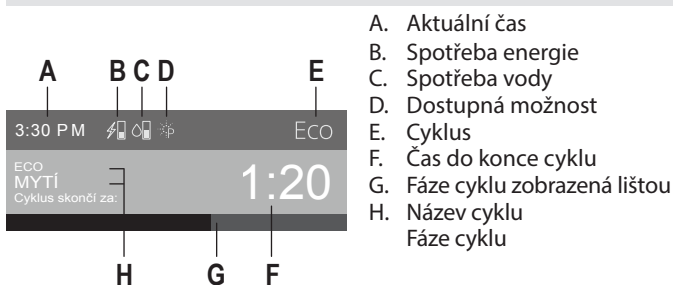 A B C D E
3:30 PM Eco
ECO
MYTÍ
Cyklus skončí za:
1:20
H G F
A. Aktuální čas
B. Spotřeba energie
C. Spotřeba vody
D. Dostupná možnost
E. Cyklus
F. Čas do konce cyklu
G. Fáze cyklu zobrazená lištou
H. Název cyklu
Fáze cyklu